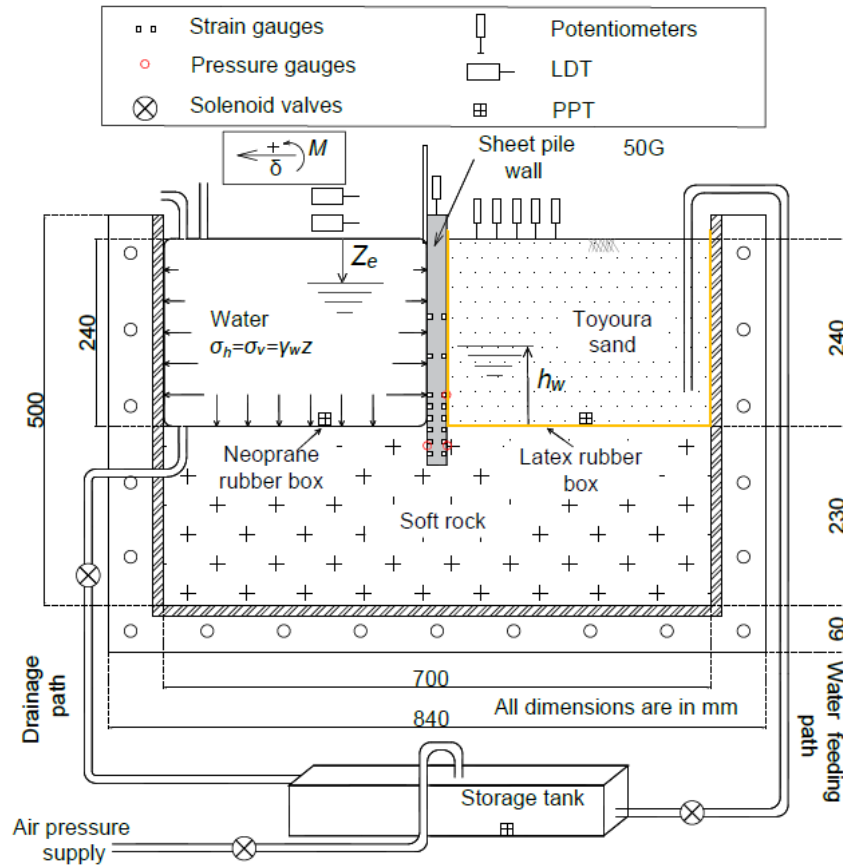 Strain gauges
Pressure gauges
Solenoid valves
Potentiometers
LDT
PPT
+
δ
M
Sheet pile
wall
50G
Ze
Water
σh=σv=γwz
Toyoura
sand
hw
240
500
240
230
60
Neoprane
rubber box
Latex rubber
box
Soft rock
700
All dimensions are in mm
840
Drainage
path
Water feeding
path
Storage tank
Air pressure
supply